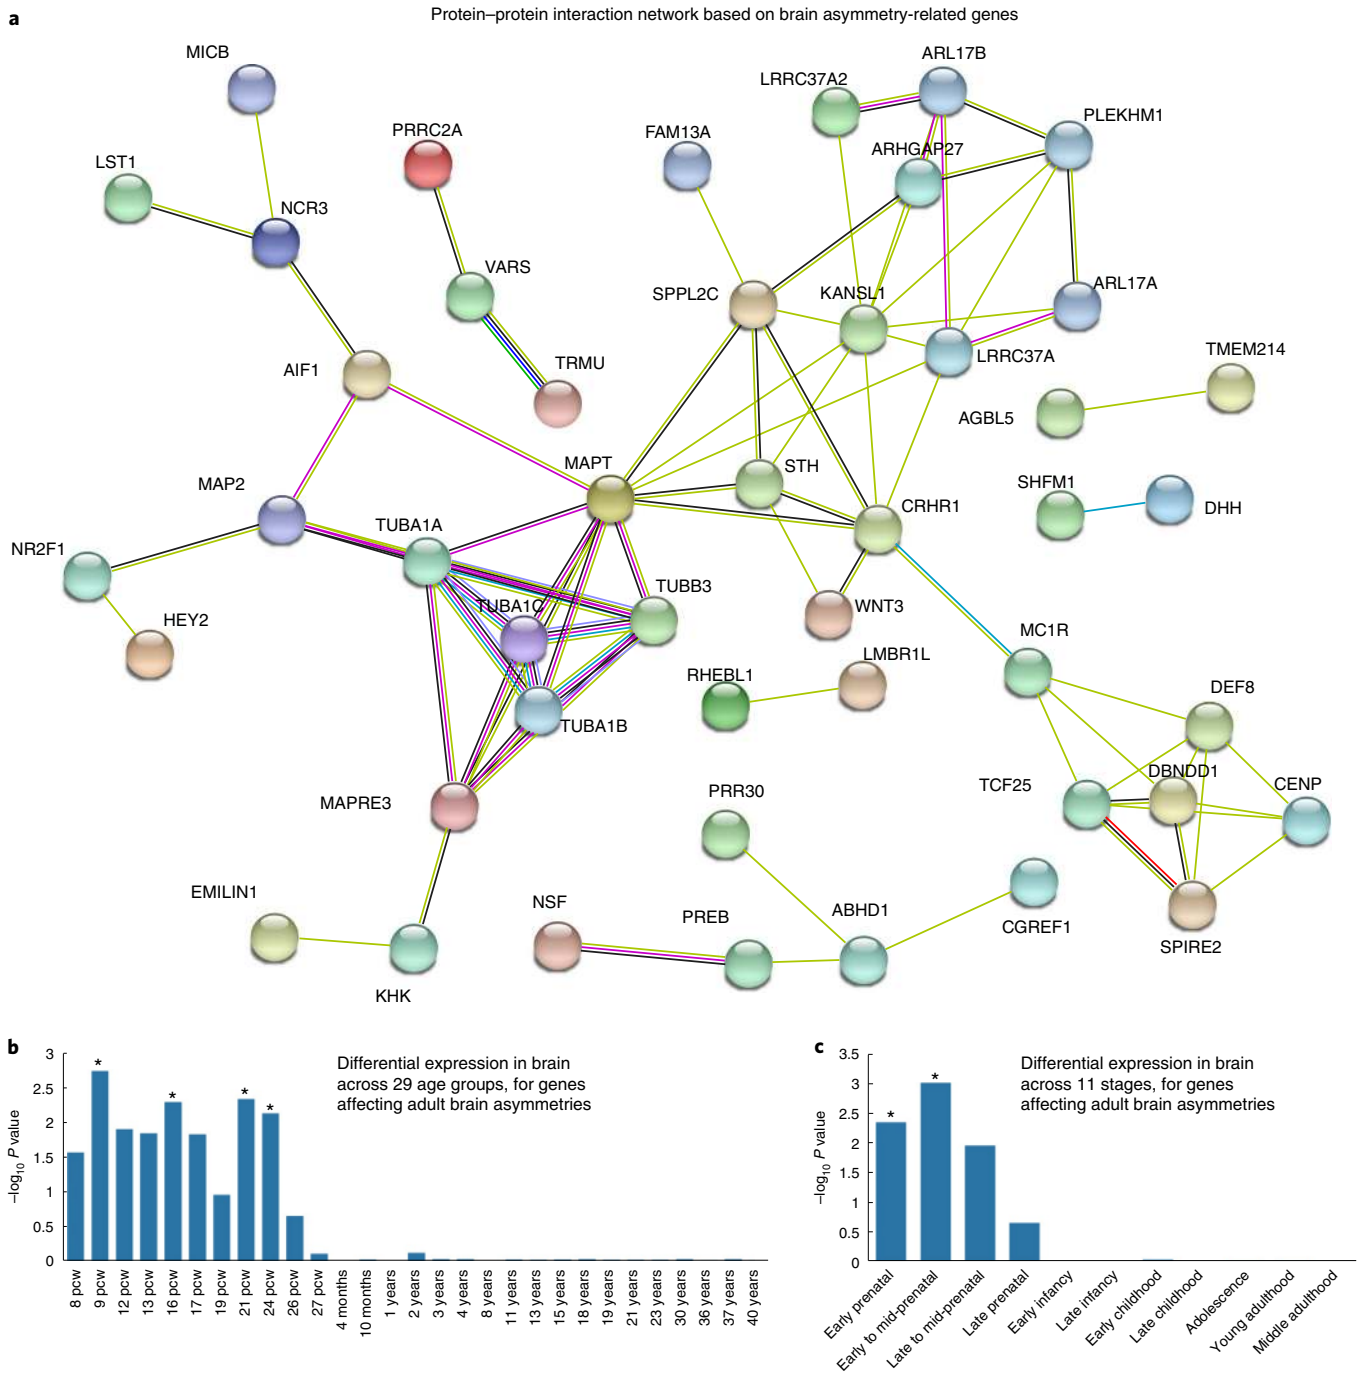 a
Protein–protein interaction network based on brain asymmetry-related genes
MICB
ARL17B
LRRC37A2
PLEKHM1
PRRC2A
FAM13A
ARHGAP27
LST1
NCR3
VARS
SPPL2C
KANSL1
ARL17A
AIF1
TRMU
LRRC37A
TMEM214
AGBL5
MAPT
STH
MAP2
CRHR1
SHFM1
DHH
TUBA1A
NR2F1
TUBA1C
TUBB3
WNT3
HEY2
MC1R
LMBR1L
RHEBL1
DEF8
TUBA1B
DBNDD1
TCF25
CENP
PRR30
MAPRE3
EMILIN1
NSF
PREB
ABHD1
CGREF1
SPIRE2
KHK
b
Differential expression in brain
across 29 age groups, for genes
affecting adult brain asymmetries
–log10 P value
3
2.5
2
1.5
1
0.5
0
*
*
*
*
8 pcw
9 pcw
12 pcw
13 pcw
16 pcw
17 pcw
19 pcw
21 pcw
24 pcw
26 pcw
27 pcw
4 months
10 months
1 years
2 years
3 years
4 years
8 years
11 years
13 years
15 years
18 years
19 years
21 years
23 years
30 years
36 years
37 years
40 years
c
Differential expression in brain
across 11 stages, for genes
affecting adult brain asymmetries
–log10 P value
3.5
3
2.5
2
1.5
1
0.5
0
*
*
Early prenatal
Early to mid-prenatal
Late to mid-prenatal
Late prenatal
Early infancy
Late infancy
Early childhood
Late childhood
Adolescence
Young adulthood
Middle adulthood